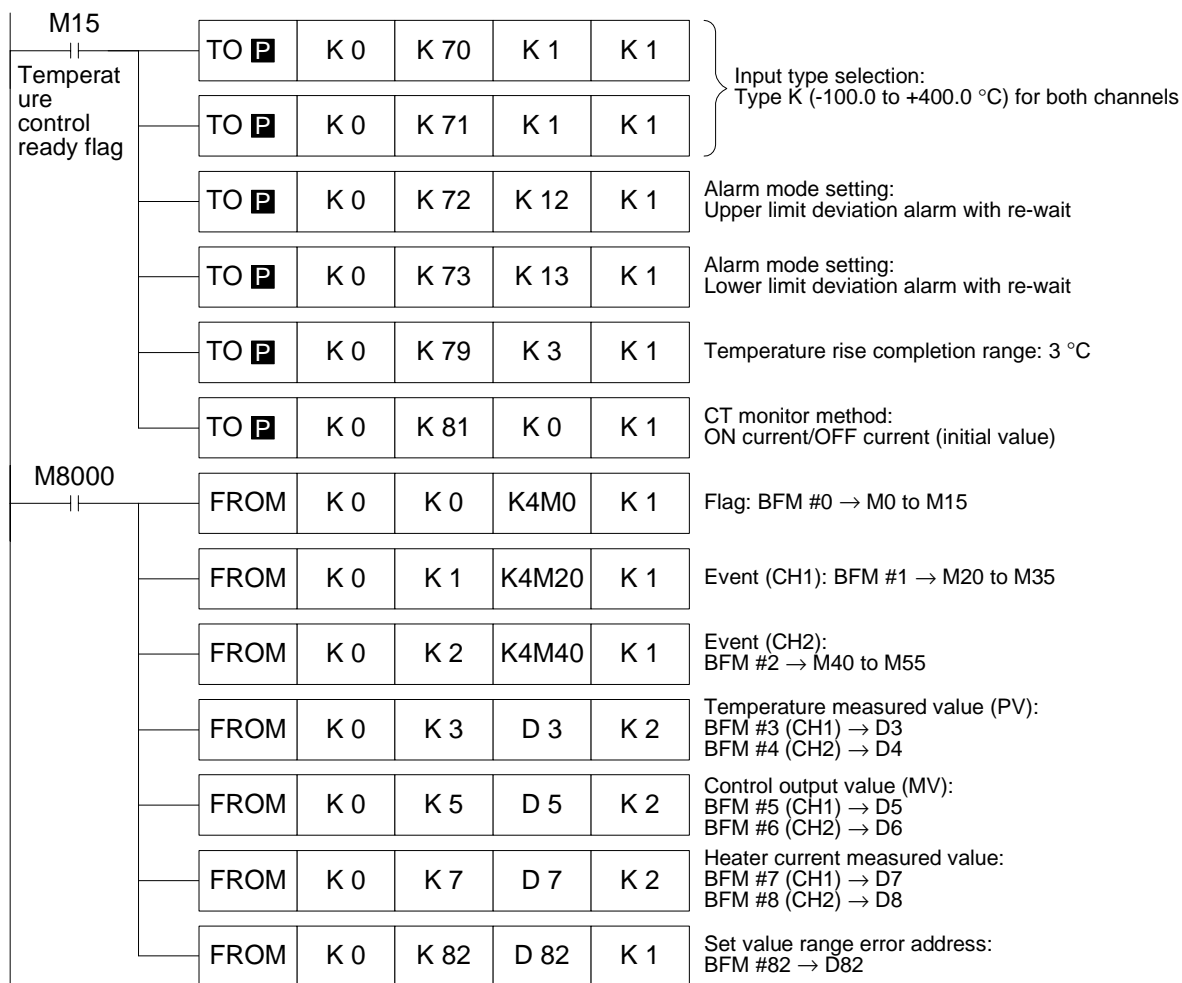 M15
Temperat
ure
control
ready flag
TO P K 0 K 70 K 1 K 1
TO P K 0 K 71 K 1 K 1
Input type selection:
Type K (-100.0 to +400.0 °C) for both channels
TO P K 0 K 72 K 12 K 1
Alarm mode setting:
Upper limit deviation alarm with re-wait
TO P K 0 K 73 K 13 K 1
Alarm mode setting:
Lower limit deviation alarm with re-wait
TO P K 0 K 79 K 3 K 1
Temperature rise completion range: 3 °C
TO P K 0 K 81 K 0 K 1
CT monitor method:
ON current/OFF current (initial value)
M8000
FROM K 0 K 0 K4M0 K 1
Flag: BFM #0 → M0 to M15
FROM K 0 K 1 K4M20 K 1
Event (CH1): BFM #1 → M20 to M35
FROM K 0 K 2 K4M40 K 1
Event (CH2):
BFM #2 → M40 to M55
FROM K 0 K 3 D 3 K 2
Temperature measured value (PV):
BFM #3 (CH1) → D3
BFM #4 (CH2) → D4
FROM K 0 K 5 D 5 K 2
Control output value (MV):
BFM #5 (CH1) → D5
BFM #6 (CH2) → D6
FROM K 0 K 7 D 7 K 2
Heater current measured value:
BFM #7 (CH1) → D7
BFM #8 (CH2) → D8
FROM K 0 K 82 D 82 K 1
Set value range error address:
BFM #82 → D82